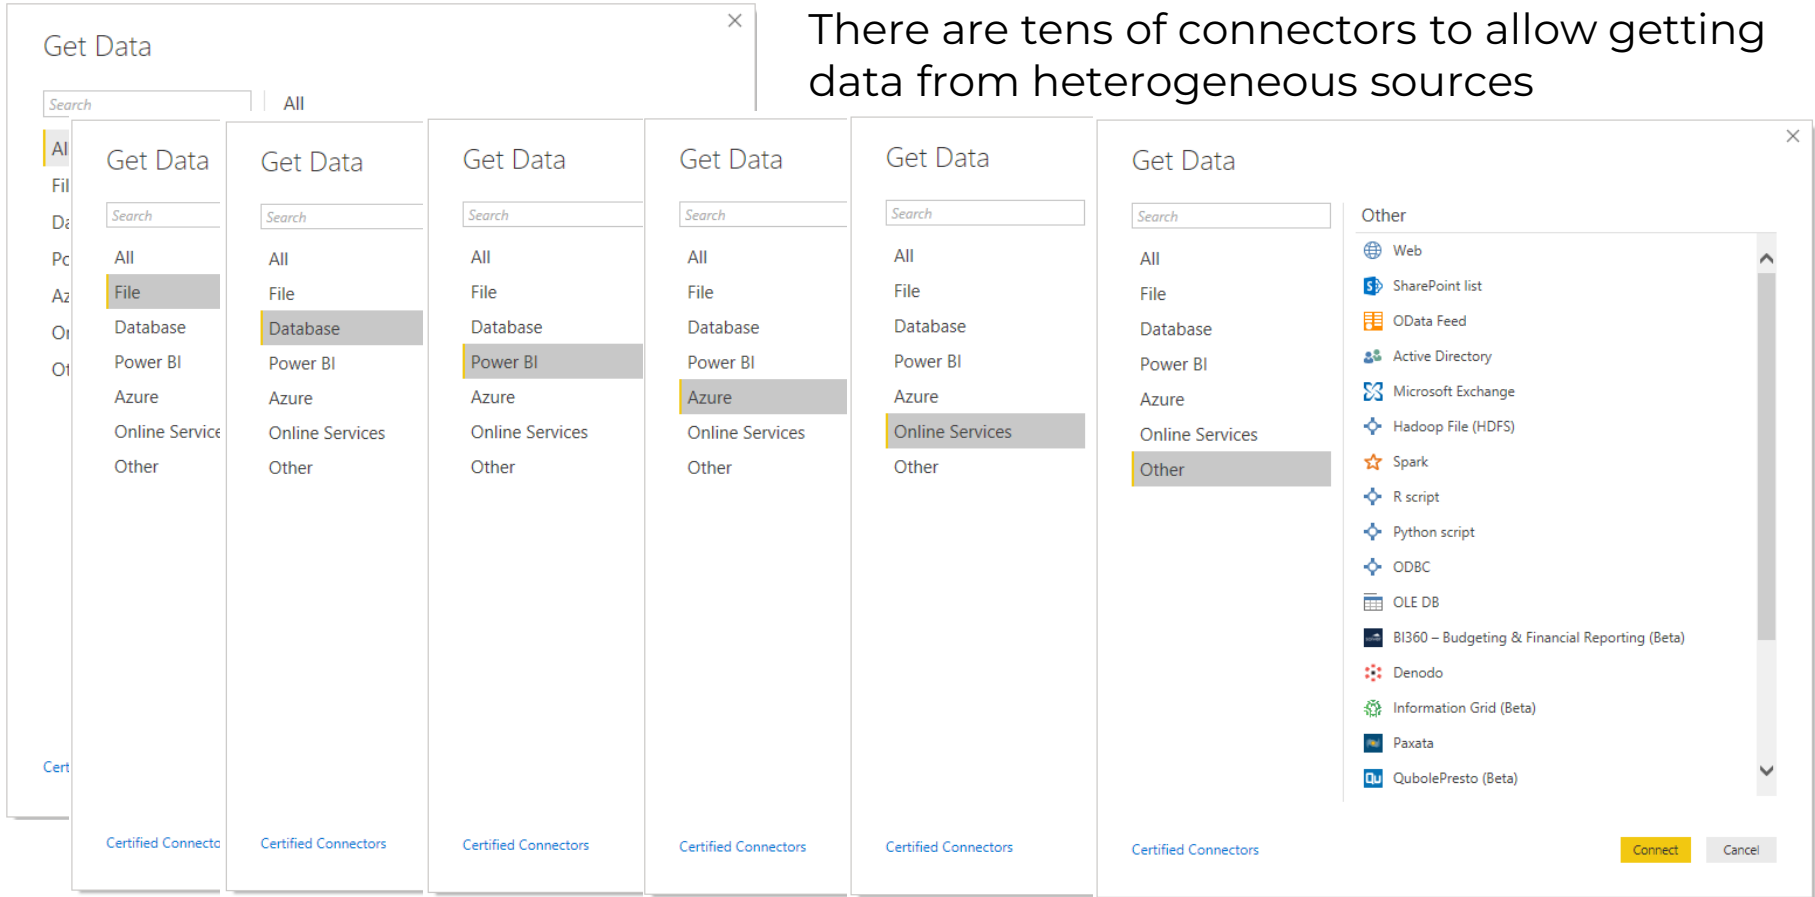 There are tens of connectors to allow getting
data from heterogeneous sources
Get Data
Search
All
Get Data
Search
All
File
Database
Power BI
Azure
Online Service
Other
Certified Connecto
Get Data
Search
All
File
Database
Power BI
Azure
Online Services
Other
Certified Connectors
Get Data
Search
All
File
Database
Power BI
Azure
Online Services
Other
Certified Connectors
Get Data
Search
All
File
Database
Power BI
Azure
Online Services
Other
Certified Connectors
Get Data
Search
All
File
Database
Power BI
Azure
Online Services
Other
Certified Connectors
Get Data
Search
All
File
Database
Power BI
Azure
Online Services
Other
Certified Connectors
Other
Web
SharePoint list
OData Feed
Active Directory
Microsoft Exchange
Hadoop File (HDFS)
Spark
R script
Python script
ODBC
OLE DB
BI360 – Budgeting & Financial Reporting (Beta)
Denodo
Information Grid (Beta)
Paxata
QubolePresto (Beta)
Connect
Cancel